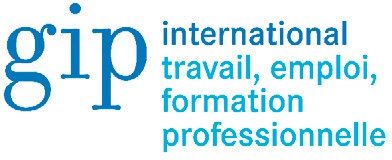 gip international
travail, emploi,
formation
professionnelle